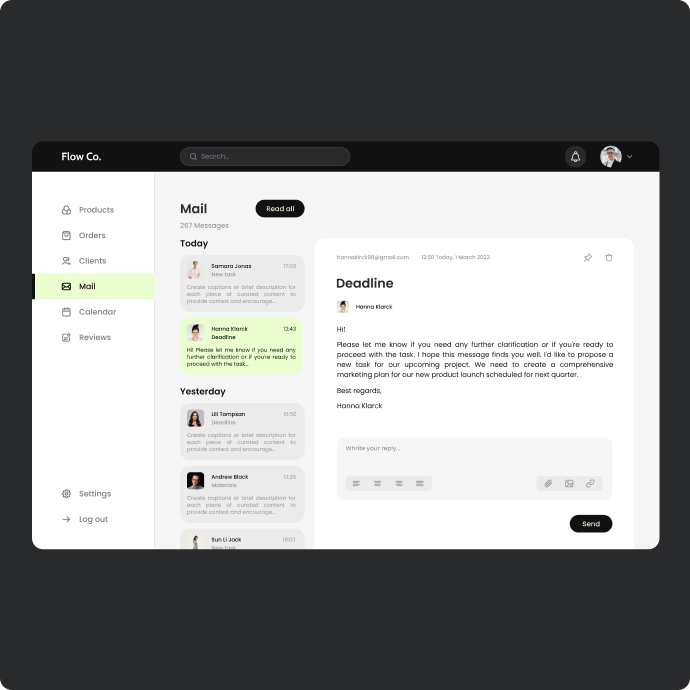 Flow Co.
Search...
Products
Orders
Clients
Mail
Calendar
Reviews
Settings
Log out
Mail
Read all
267 Messages
Today
Samara Jonas 17:00
New task
Create captions or brief description for
each piece of curated content to
provide context and encourage...
Hanna Klarck 12:43
Deadline
Hi! Please let me know if you need any
further clarification or if you're ready to
proceed with the task...
Yesterday
Lili Tompson 15:50
Deadline
Create captions or brief description for
each piece of curated content to
provide context and encourage...
Andrew Black 13:25
Materials
Create captions or brief description for
each piece of curated content to
provide context and encourage...
Sun Li Jack
New task
hannaklrck98@gmail.com 12:30 Today, 1 March 2023
Deadline
Hanna Klarck
Hi!
Please let me know if you need any further clarification or if you're ready to
proceed with the task. I hope this message finds you well. I'd like to propose a
new task for our upcoming project. We need to create a comprehensive
marketing plan for our new product launch scheduled for next quarter.
Best regards,
Hanna Klarck
Whrite your reply...
Send